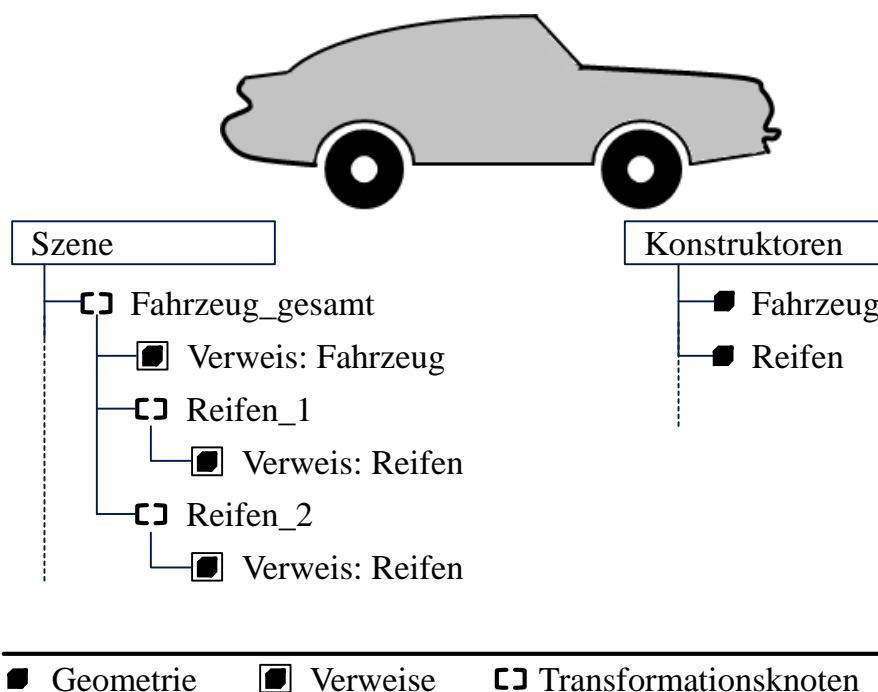 Szene
Konstruktoren
Fahrzeug_gesamt
Fahrzeug
Verweis: Fahrzeug
Reifen
Reifen_1
Verweis: Reifen
Reifen_2
Verweis: Reifen
Geometrie
Verweise
Transformationsknoten